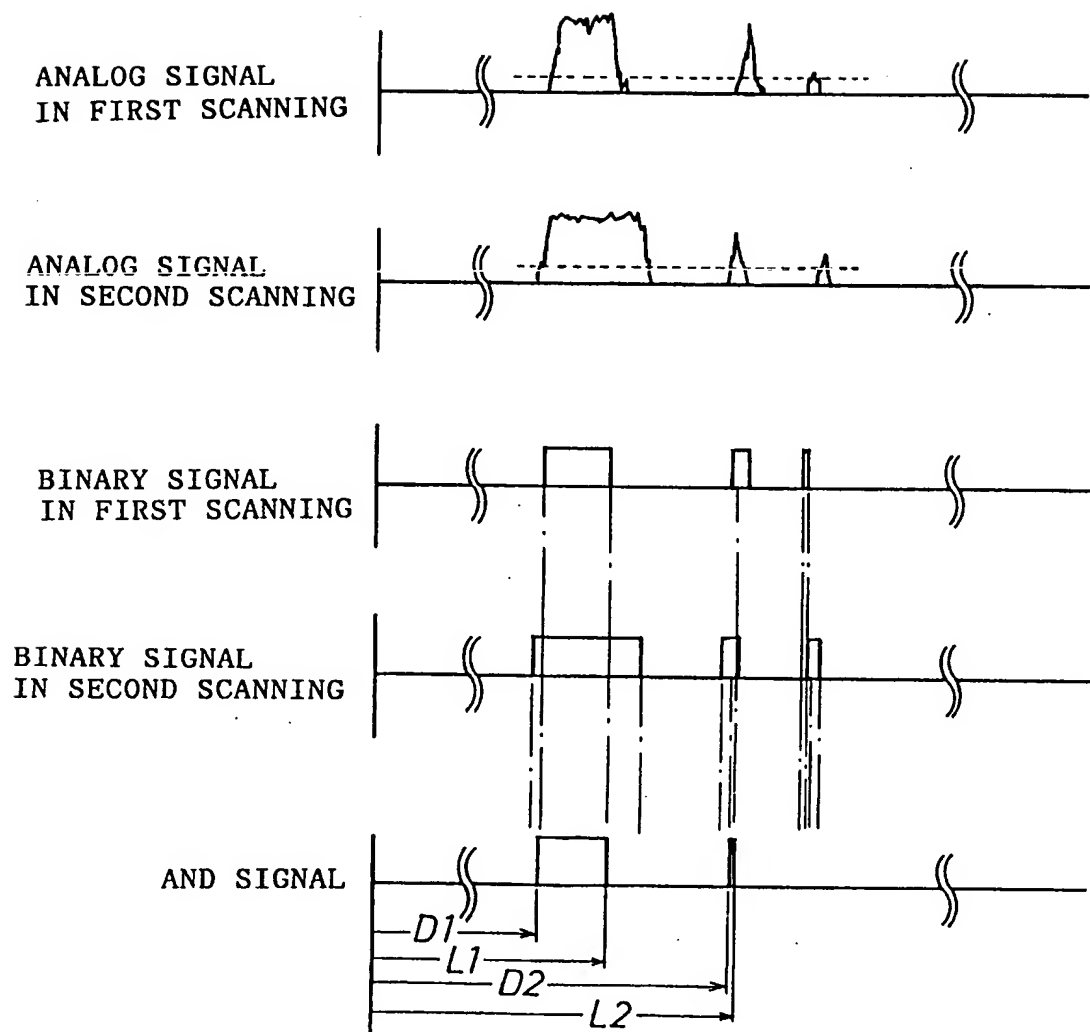 ANALOG SIGNAL
IN FIRST SCANNING
ANALOG SIGNAL
IN SECOND SCANNING
BINARY SIGNAL
IN FIRST SCANNING
BINARY SIGNAL
IN SECOND SCANNING
AND SIGNAL
D1
L1
D2
L2